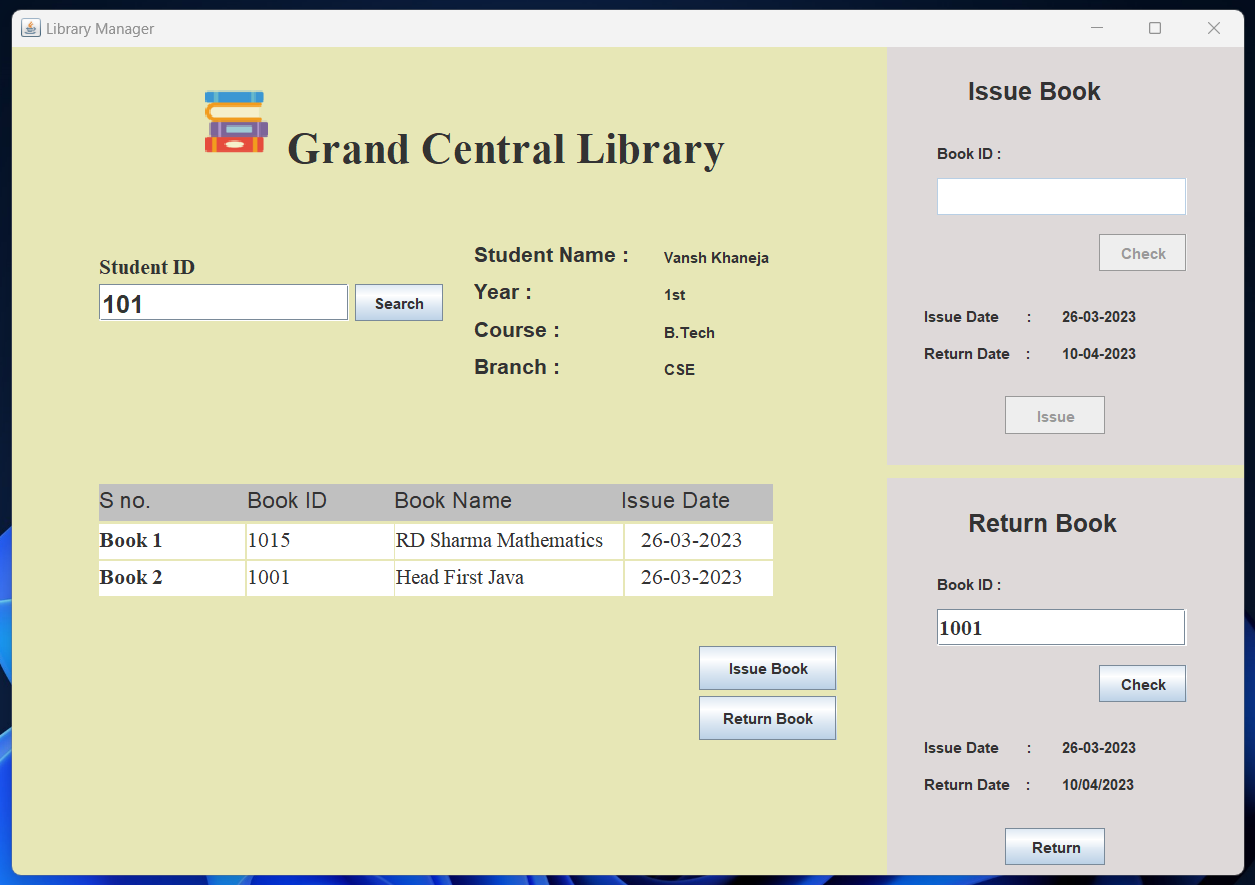 Library Manager
Grand Central Library
Student ID
101
Search
Student Name : Vansh Khaneja
Year : 1st
Course : B.Tech
Branch : CSE
S no. Book ID Book Name Issue Date
Book 1 1015 RD Sharma Mathematics 26-03-2023
Book 2 1001 Head First Java 26-03-2023
Issue Book
Return Book
Issue Book
Book ID :
Check
Issue Date : 26-03-2023
Return Date : 10-04-2023
Issue
Return Book
Book ID :
1001
Check
Issue Date : 26-03-2023
Return Date : 10/04/2023
Return